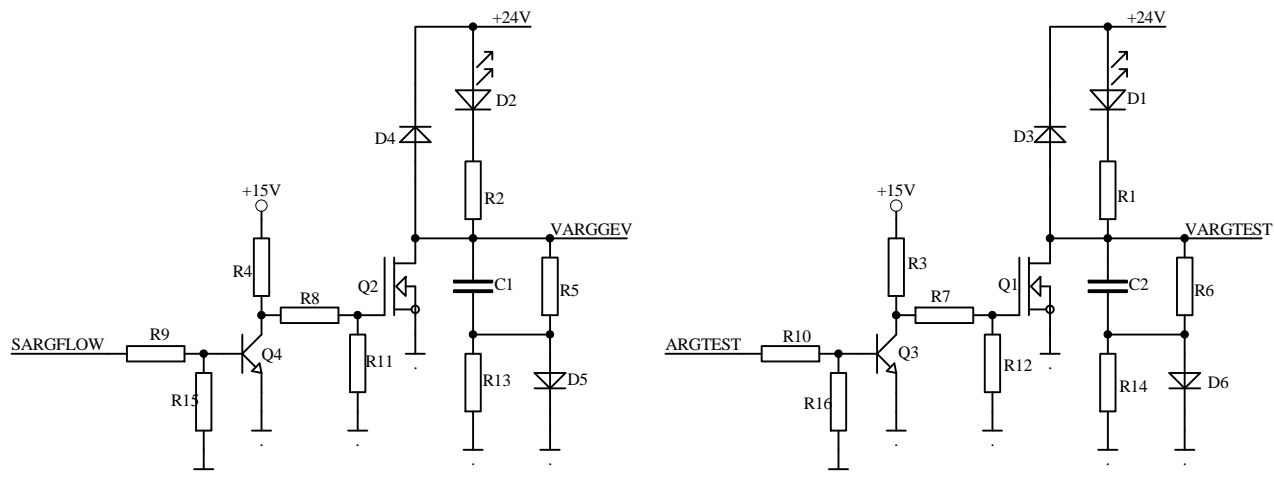 +24V
+24V
D2
D1
D4
D3
+15V
+15V
R2
R1
VARGGEV
VARGTEST
R4
R3
Q2
C1
R5
Q1
C2
R6
R8
R7
SARGFLOW
R9
Q4
R11
R13
D5
ARGTEST
R10
Q3
R12
R14
D6
R15
R16